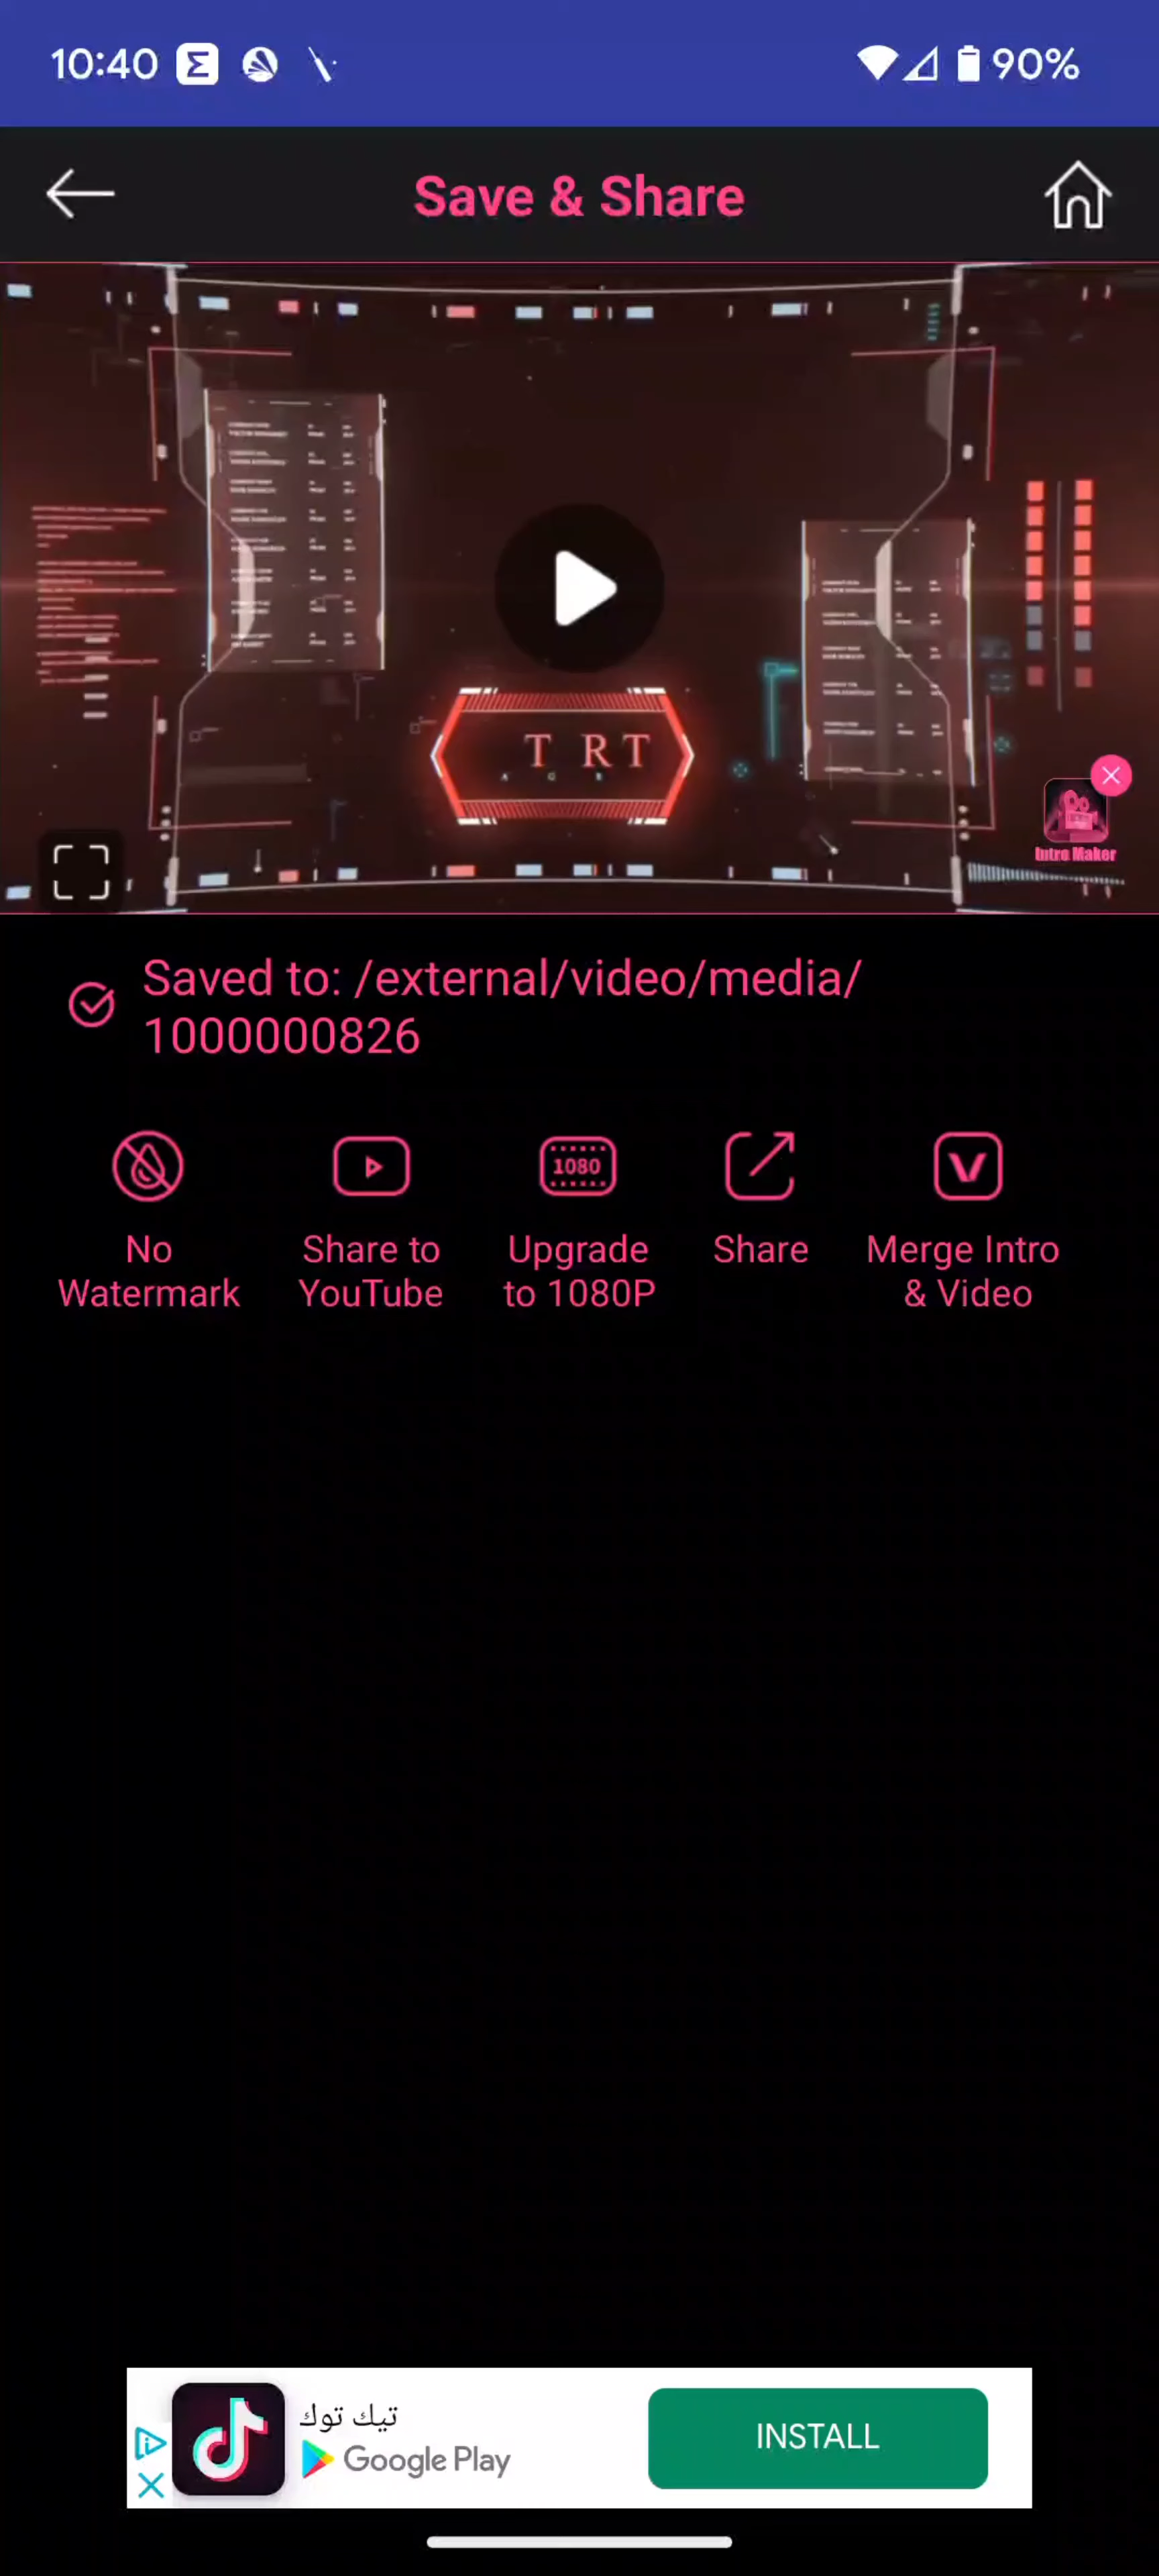 10:40
90%
Save & Share
T RT
Intro Maker
Saved to: /external/video/media/
1000000826
No
Watermark
Share to
YouTube
1080
Upgrade
to 1080P
Share
Merge Intro
& Video
تيك توك
Google Play
INSTALL